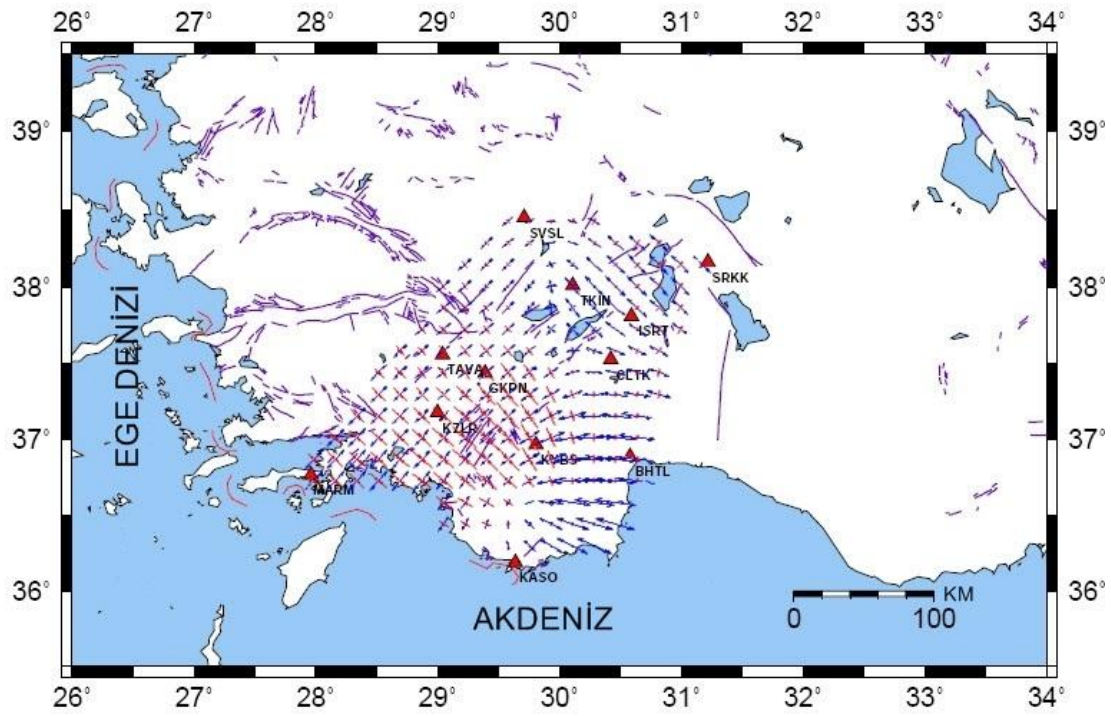 26° 27° 28° 29° 30° 31° 32° 33° 34°
39° 39°
SVSL
SRKK
38° 38°
TKIN
ISRT
TAVA
CLTK
GKPN
KZLR
37° 37°
KVBS
BHTL
MARM
EGE DENİZİ
KASO
36° 36°
KM
0 100
AKDENİZ
26° 27° 28° 29° 30° 31° 32° 33° 34°